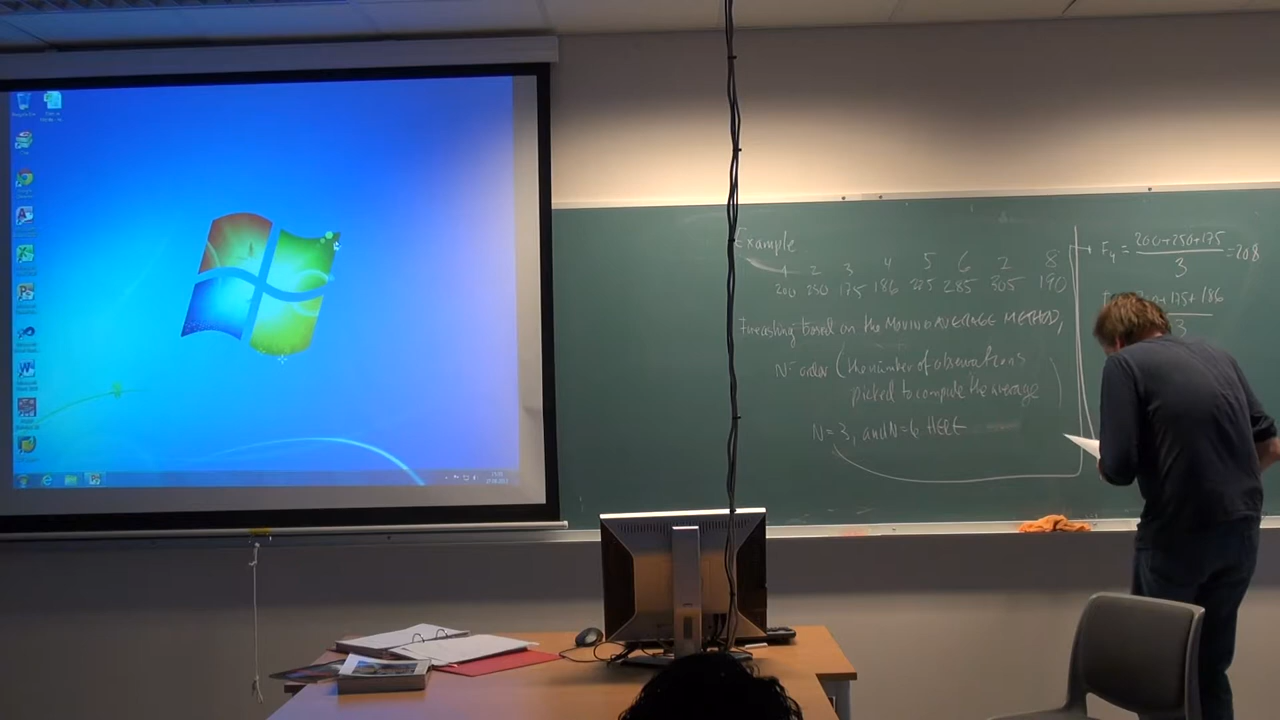 Example
1 2 3 4 5 6 7 8
200 250 175 186 225 285 305 190
Forecasting based on the MOVING AVERAGE METHOD,
N- order (the number of observations
picked to compute the average)
N=3, and N=6 HERE
F4 = 200+250+175 / 3 = 208
+175+186
3